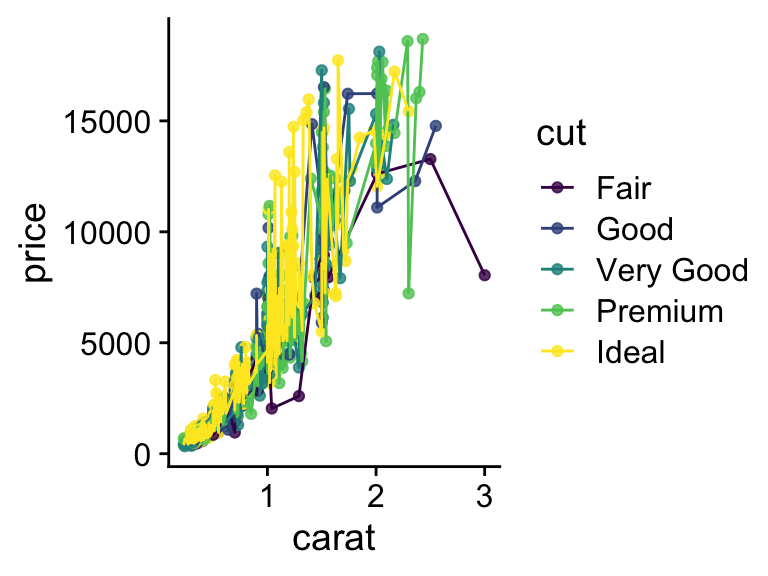 price
15000
10000
5000
0
1 2 3
carat
cut
Fair
Good
Very Good
Premium
Ideal